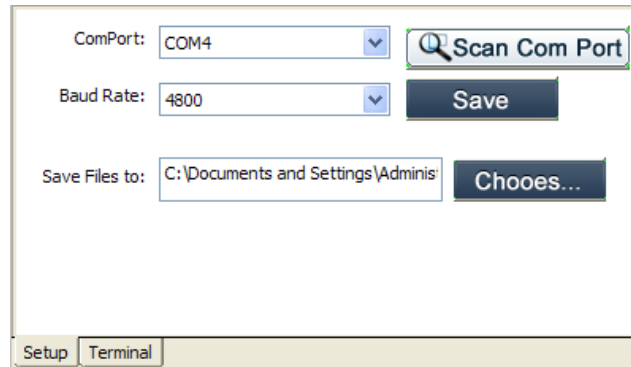 ComPort: COM4 Scan Com Port
Baud Rate: 4800 Save
Save Files to: C:\Documents and Settings\Adminis Chooes...
Setup Terminal